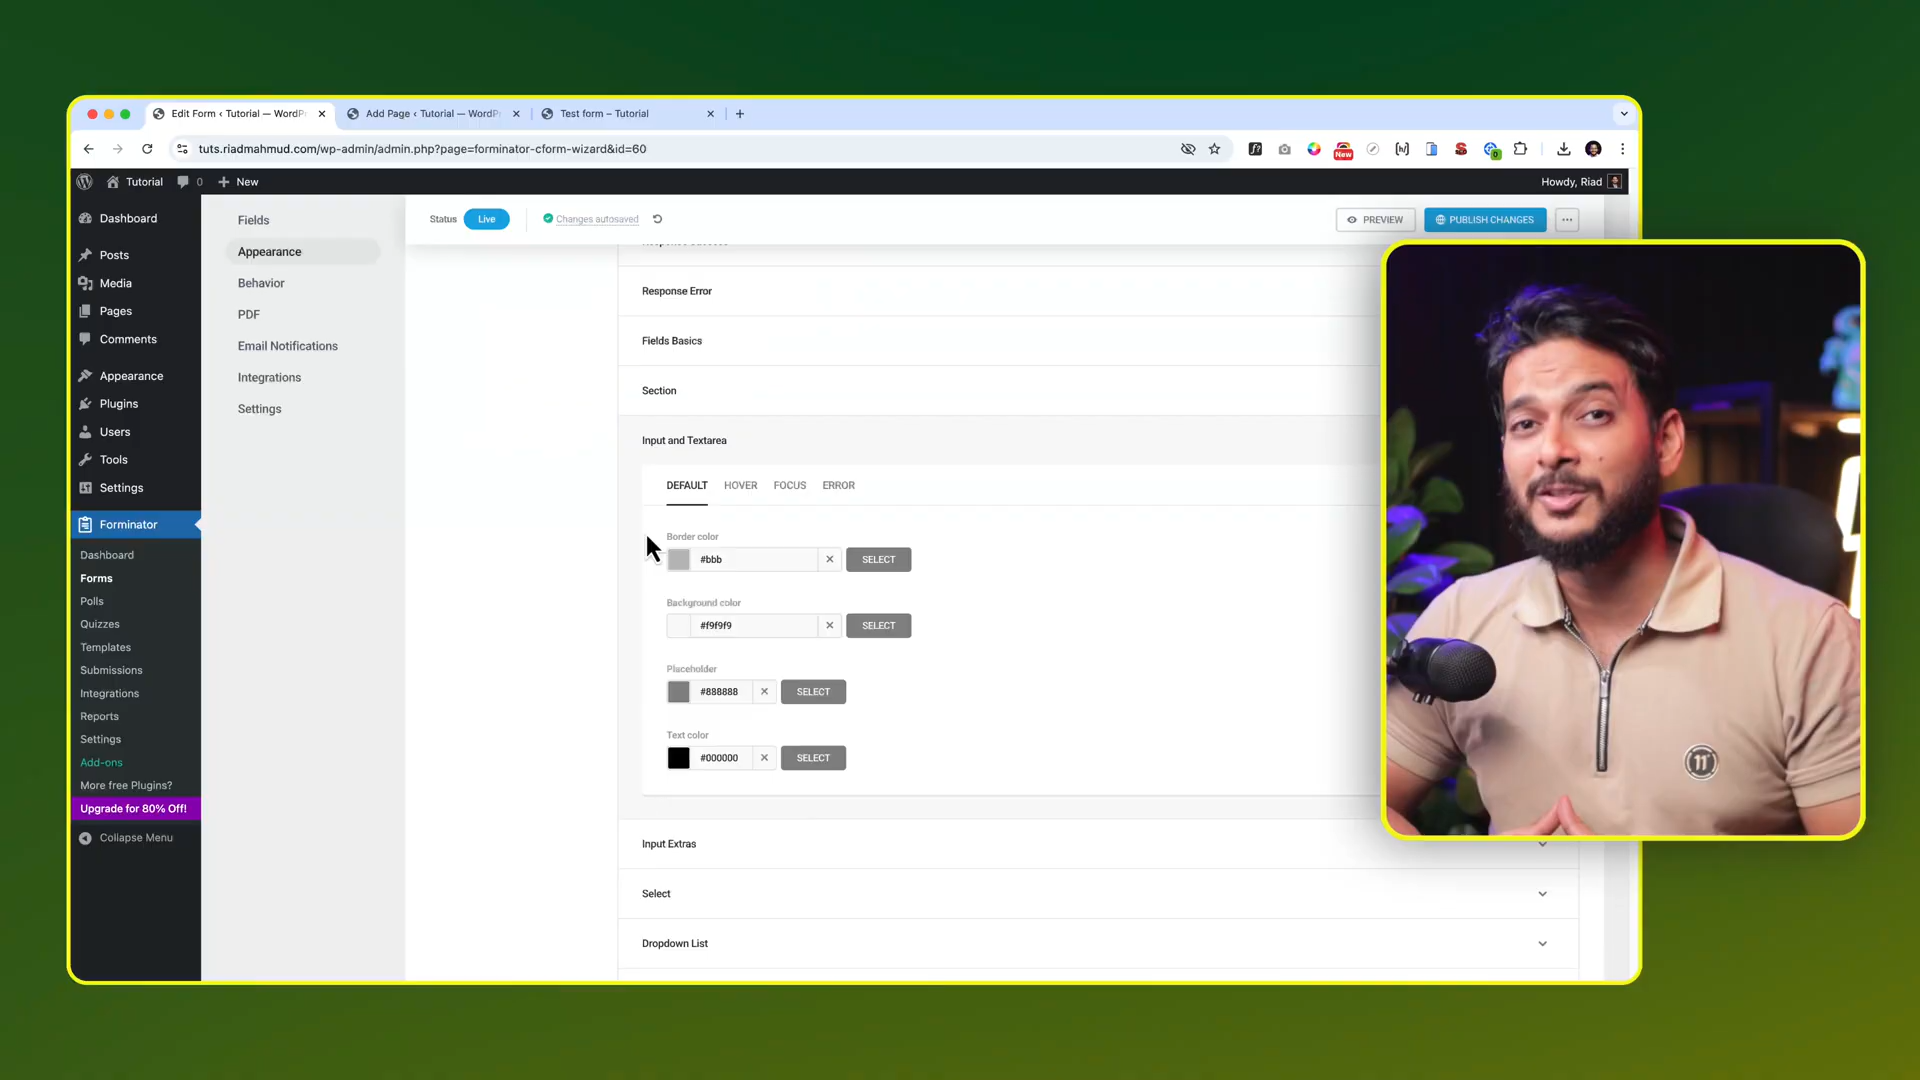 Edit Form ‹ Tutorial — WordP
Add Page ‹ Tutorial — WordP
Test form – Tutorial
tuts.riadmahmud.com/wp-admin/admin.php?page=forminator-cform-wizard&id=60
New
Tutorial
0
New
Howdy, Riad
Dashboard
Posts
Media
Pages
Comments
Appearance
Plugins
Users
Tools
Settings
Forminator
Dashboard
Forms
Polls
Quizzes
Templates
Submissions
Integrations
Reports
Settings
Add-ons
More free Plugins?
Upgrade for 80% Off!
Collapse Menu
Fields
Appearance
Behavior
PDF
Email Notifications
Integrations
Settings
Status
Live
Changes autosaved
PREVIEW
PUBLISH CHANGES
Response Error
Fields Basics
Section
Input and Textarea
DEFAULT
HOVER
FOCUS
ERROR
Border color
#bbb
SELECT
Background color
#f9f9f9
SELECT
Placeholder
#888888
SELECT
Text color
#000000
SELECT
Input Extras
Select
Dropdown List